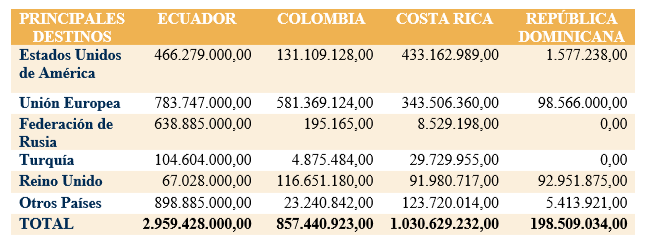 PRINCIPALES DESTINOS ECUADOR COLOMBIA COSTA RICA REPÚBLICA DOMINICANA
Estados Unidos de América 466.279.000,00 131.109.128,00 433.162.989,00 1.577.238,00
Unión Europea 783.747.000,00 581.369.124,00 343.506.360,00 98.566.000,00
Federación de Rusia 638.885.000,00 195.165,00 8.529.198,00 0,00
Turquía 104.604.000,00 4.875.484,00 29.729.955,00 0,00
Reino Unido 67.028.000,00 116.651.180,00 91.980.717,00 92.951.875,00
Otros Países 898.885.000,00 23.240.842,00 123.720.014,00 5.413.921,00
TOTAL 2.959.428.000,00 857.440.923,00 1.030.629.232,00 198.509.034,00